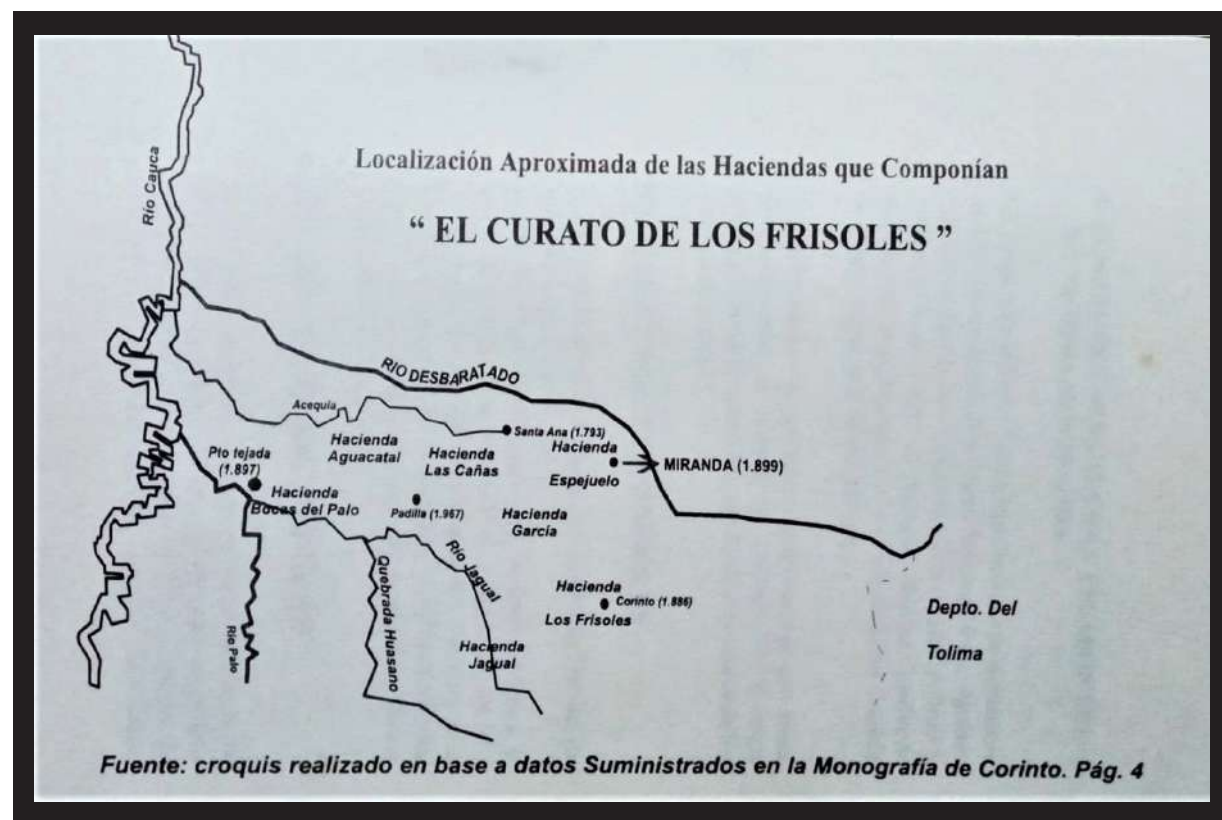 Localización Aproximada de las Haciendas que Componían
“ EL CURATO DE LOS FRISOLES ”
Río Cauca
RÍO DESBARATADO
Acequia
Santa Ana (1.793)
Hacienda
Aguacatal
Hacienda
Las Cañas
Hacienda
Espejuelo
MIRANDA (1.899)
Pto tejada
(1.897)
Hacienda
Bocas del Palo
Padilla (1.967)
Hacienda
García
Río Jagual
Quebrada Huasano
Río Palo
Hacienda
Corinto (1.886)
Los Frisoles
Hacienda
Jagual
Depto. Del
Tolima
Fuente: croquis realizado en base a datos Suministrados en la Monografía de Corinto. Pág. 4